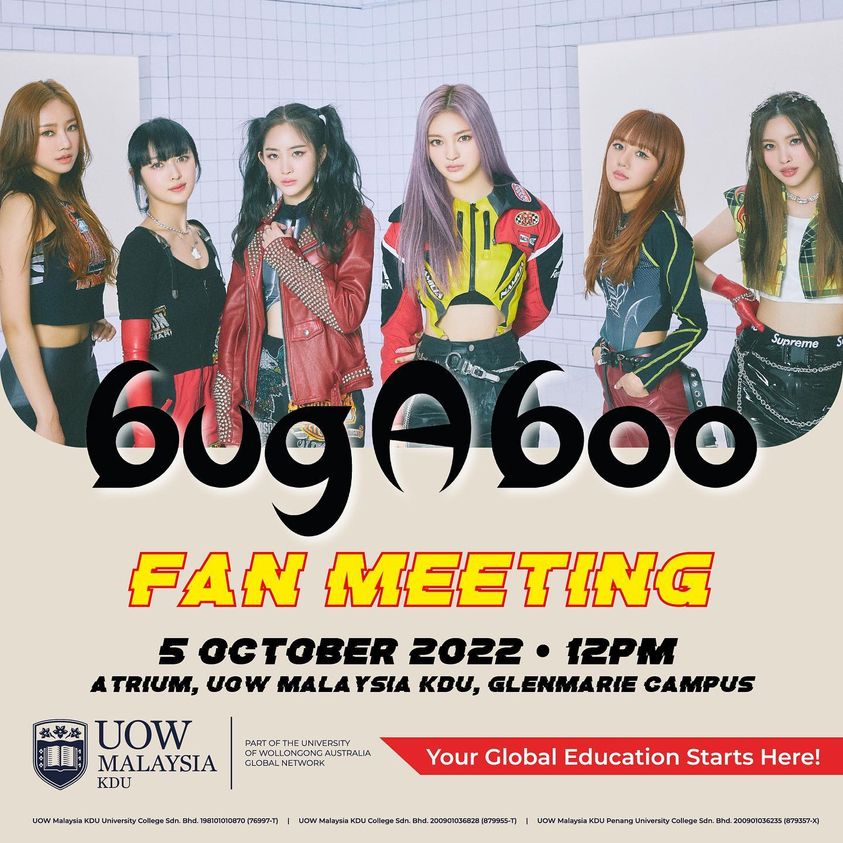 Supreme
bugAboo
FAN MEETING
5 OCTOBER 2022 • 12PM
ATRIUM, UOW MALAYSIA KDU, GLENMARIE CAMPUS
UOW
MALAYSIA
KDU
PART OF THE UNIVERSITY
OF WOLLONGONG AUSTRALIA
GLOBAL NETWORK
Your Global Education Starts Here!
UOW Malaysia KDU University College Sdn. Bhd. 198101010870 (76997-T) | UOW Malaysia KDU College Sdn. Bhd. 200901036828 (879955-T) | UOW Malaysia KDU Penang University College Sdn. Bhd. 200901036235 (879357-X)